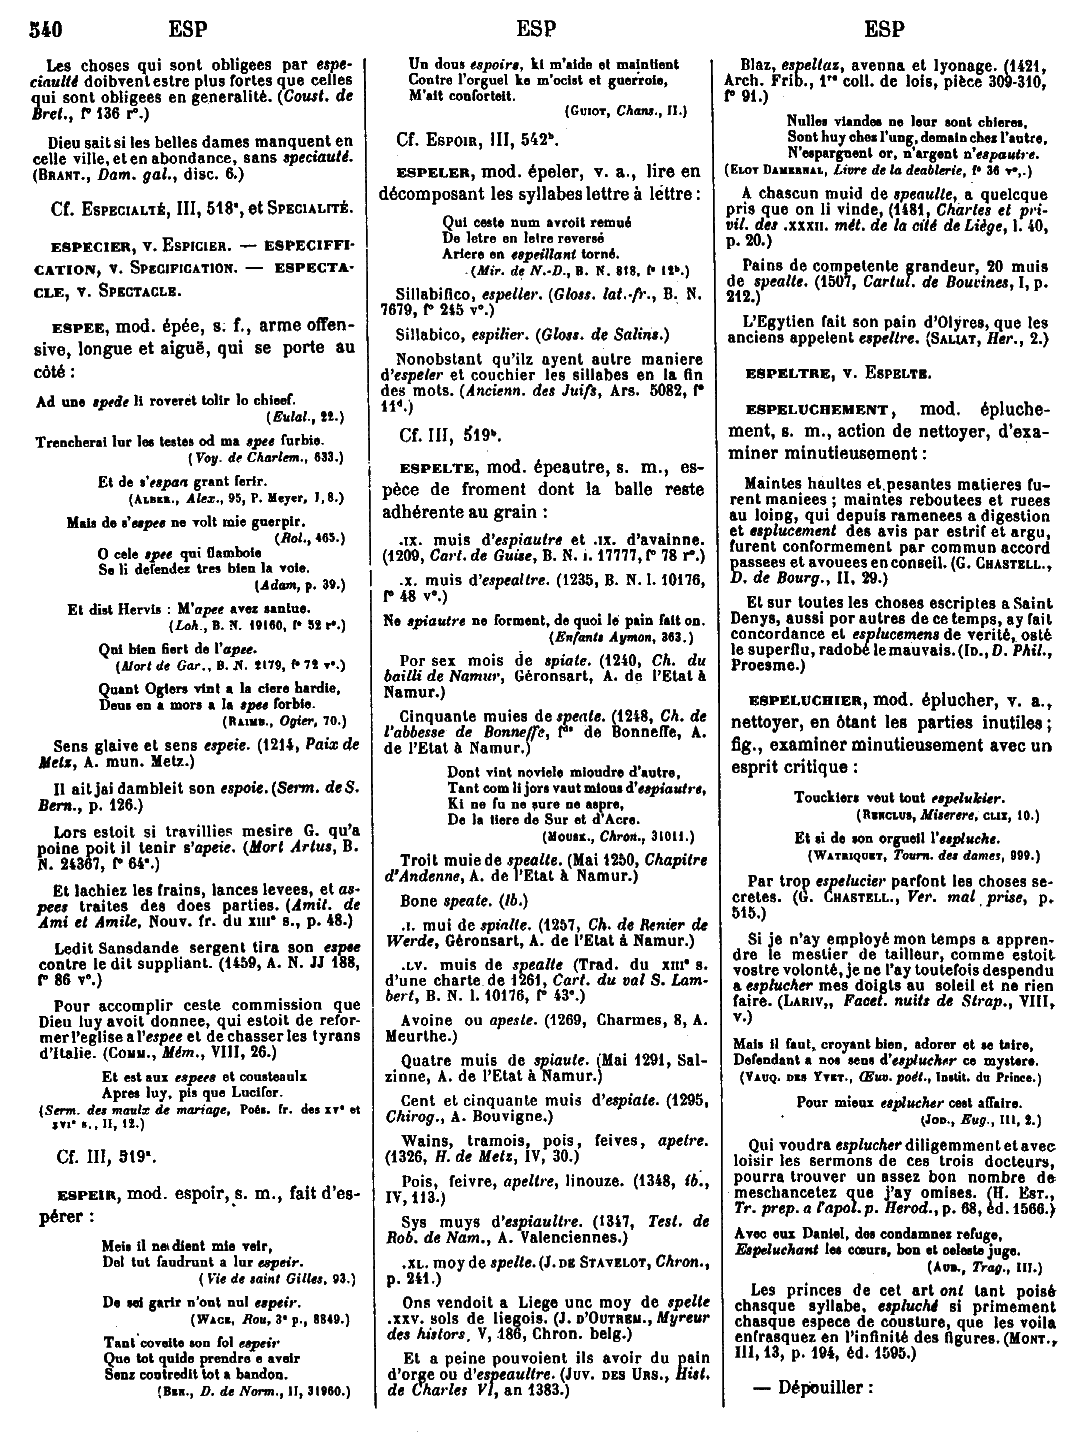 540 ESP ESP ESP
Les choses qui sont obligees par espe-
ciaulté doibvent estre plus fortes que celles
qui sont obligees en generalité. (Coust. de
Bret., f° 136 r°.)
Dieu sait si les belles dames manquent en
celle ville, et en abondance, sans speciauté.
(BRANT., Dam. gal., disc. 6.)
Cf. ESPECIALTÉ, III, 518ª, et SPECIALITÉ.
ESPECIER, v. ESPICIER. — ESPECIFFI-
CATION, v. SPECIFICATION. — ESPECTA-
CLE, v. SPECTACLE.
ESPEE, mod. épée, s. f., arme offen-
sive, longue et aiguë, qui se porte au
côté :
Ad une spede li roveret tolir lo chieef.
(Eulal., 22.)
Trencherai lur les testes od ma spee furbie.
(Voy. de Charlem., 633.)
Et de s'espan grant ferir.
(ALBER., Alex., 95, P. Meyer, I, 8.)
Mais de s'espee ne volt mie guerpir.
(Rol., 465.)
O cele spee qui flamboie
Se li defendez tres bien la voie.
(Adam, p. 39.)
Et dist Hervis : M'apee avez santue.
(Loh., B. N. 19160, f° 52 r°.)
Qui bien fiert de l'apee.
(Mort de Gar., B. N. 2179, f° 72 v°.)
Quant Ogiers vint a la ciere hardie,
Deus en a mors a la spee forbie.
(RAIMB., Ogier, 70.)
Sens glaive et sens espeie. (1214, Paix de
Metz, A. mun. Metz.)
Il ait jai dambleit son espoie. (Serm. de S.
Bern., p. 126.)
Lors estoit si travillies mesire G. qu'a
poine poit il tenir s'apeie. (Mort Artus, B.
N. 24367, f° 64ª.)
Et lachiez les frains, lances levees, et as-
pees traites des does parties. (Amit. de
Ami et Amile, Nouv. fr. du XIIIᵉ s., p. 48.)
Ledit Sansdande sergent tira son espee
contre le dit suppliant. (1459, A. N. JJ 188,
f° 86 v°.)
Pour accomplir ceste commission que
Dieu luy avoit donnee, qui estoit de refor-
mer l'eglise a l'espee et de chasser les tyrans
d'Italie. (COMM., Mém., VIII, 26.)
Et est aux espees et cousteaulx
Apres luy, pis que Lucifer.
(Serm. des maulx de mariage, Poés. fr. des XVᵉ et
XVIᵉ s., II, 12.)
Cf. III, 519ª.
ESPEIR, mod. espoir, s. m., fait d'es-
pérer :
Meis il ne dient mie veir,
Del tut faudrunt a lur espeir.
(Vie de saint Gilles, 93.)
De sei garir n'ont nul espeir.
(WACE, Rou, 3ᵉ p., 8849.)
Tant coveite son fol espeir
Que tot quide prendre e aveir
Senz contredit tot a bandon.
(BEN., D. de Norm., II, 31960.)
Un dous espoirs, ki m'aide et maintient
Contre l'orguel ke m'ocist et guerroie,
M'ait conforteit.
(GUIOT, Chans., II.)
Cf. ESPOIR, III, 542ᵇ.
ESPELER, mod. épeler, v. a., lire en
décomposant les syllabes lettre à lettre :
Qui ceste num avroit remué
De letre en letre reversé
Ariere en espeillant torné.
(Mir. de N.-D., B. N. 818, f° 12ᵇ.)
Sillabifico, espeller. (Gloss. lat.-fr., B. N.
7679, f° 245 v°.)
Sillabico, espilier. (Gloss. de Salins.)
Nonobstant qu'ilz ayent autre maniere
d'espeler et couchier les sillabes en la fin
des mots. (Ancienn. des Juifs, Ars. 5082, f°
11ᵈ.)
Cf. III, 519ᵇ.
ESPELTE, mod. épeautre, s. m., es-
pèce de froment dont la balle reste
adhérente au grain :
.IX. muis d'espiautre et .IX. d'avainne.
(1209, Cart. de Guise, B. N. l. 17777, f° 78 r°.)
.X. muis d'espealtre. (1235, B. N. l. 10176,
f° 48 v°.)
Ne spiautre ne forment, de quoi le pain fait on.
(Enfants Aymon, 363.)
Por sex mois de spiate. (1240, Ch. du
bailli de Namur, Géronsart, A. de l'Etat à
Namur.)
Cinquante muies de speate. (1248, Ch. de
l'abbesse de Bonneffe, fᵈˢ de Bonneffe, A.
de l'Etat à Namur.)
Dont vint noviele mioudre d'autre,
Tant com li jors vaut mious d'espiautre,
Ki ne fu ne sure ne aspre,
De la tiere de Sur et d'Acre.
(MOUSK., Chron., 31011.)
Troit muie de spealte. (Mai 1250, Chapitre
d'Andenne, A. de l'Etat à Namur.)
Bone speate. (Ib.)
.I. mui de spialte. (1257, Ch. de Renier de
Werde, Géronsart, A. de l'Etat à Namur.)
.LV. muis de spealte (Trad. du XIIIᵉ s.
d'une charte de 1261, Cart. du val S. Lam-
bert, B. N. l. 10176, f° 43ᵉ.)
Avoine ou apeste. (1269, Charmes, 8, A.
Meurthe.)
Quatre muis de spiaute. (Mai 1291, Sal-
zinne, A. de l'Etat à Namur.)
Cent et cinquante muis d'espiate. (1295,
Chirog., A. Bouvigne.)
Wains, tramois, pois, feives, apetre.
(1326, H. de Metz, IV, 30.)
Pois, feivre, apeltre, linouze. (1348, ib.,
IV, 113.)
Sys muys d'espiaultre. (1347, Test. de
Rob. de Nam., A. Valenciennes.)
.XL. moy de spelte. (J. DE STAVELOT, Chron.,
p. 241.)
Ons vendoit a Liege unc moy de spelte
.XXV. sols de liegois. (J. D'OUTREM., Myreur
des histors, V, 186, Chron. belg.)
Et a peine pouvoient ils avoir du pain
d'orge ou d'espeaultre. (JUV. DES URS., Hist.
de Charles VI, an 1383.)
Blaz, espeltaz, avenna et lyonage. (1421,
Arch. Frib., 1ʳᵉ coll. de lois, pièce 309-310,
f° 91.)
Nulles viandes ne leur sont chieres,
Sont huy chez l'ung, demain chez l'autre,
N'espargnent or, n'argent n'espautre.
(ELOY DAMERNAL, Livre de la deablerie, f° 36 v°,.)
A chascun muid de speaulte, a quelcque
pris que on li vinde, (1481, Chartes et pri-
vil. des .XXXII. mét. de la cité de Liége, I. 40,
p. 20.)
Pains de competente grandeur, 20 muis
de spealte. (1507, Cartul. de Bouvines, I, p.
212.)
L'Egytien fait son pain d'Olyres, que les
anciens appelent espeltre. (SALIAT, Her., 2.)
ESPELTRE, v. ESPELTE.
ESPELUCHEMENT, mod. épluche-
ment, s. m., action de nettoyer, d'exa-
miner minutieusement :
Maintes haultes et pesantes matieres fu-
rent maniees ; maintes reboutees et ruees
au loing, qui depuis ramenees a digestion
et esplucement des avis par estrif et argu,
furent conformement par commun accord
passees et avouees en conseil. (G. CHASTELL.,
D. de Bourg., II, 29.)
Et sur toutes les choses escriptes a Saint
Denys, aussi por autres de ce temps, ay fait
concordance et esplucemens de verité, osté
le superflu, radobé le mauvais. (ID., D. Phil.,
Proesme.)
ESPELUCHIER, mod. éplucher, v. a.,
nettoyer, en ôtant les parties inutiles ;
fig., examiner minutieusement avec un
esprit critique :
Touckiers veut tout espelukier.
(RENCLUS, Miserere, CLIX, 10.)
Et si de son orgueil l'espluche.
(WATRIQUET, Tourn. des dames, 999.)
Par trop espelucier parfont les choses se-
cretes. (G. CHASTELL., Ver. mal prise, p.
515.)
Si je n'ay employé mon temps a appren-
dre le mestier de tailleur, comme estoit
vostre volonté, je ne l'ay toutefois despendu
a esplucher mes doigts au soleil et ne rien
faire. (LARIV,, Facet. nuits de Strap., VIII,
v.)
Mais il faut, croyant bien, adorer et se taire,
Defendant a nos sens d'esplucher ce mystere.
(VAUQ. DES YVET., Œuv. poét., Instit. du Prince.)
Pour mieux esplucher cest affaire.
(JOD., Eug., III, 2.)
Qui voudra esplucher diligemment et avec
loisir les sermons de ces trois docteurs,
pourra trouver un assez bon nombre de
meschancetez que j'ay omises. (H. EST.,
Tr. prep. a l'apol. p. Herod., p. 68, éd. 1566.)
Avec eux Daniel, des condamnez refuge,
Espeluchant les cœurs, bon et celeste juge.
(AUB., Trag., III.)
Les princes de cet art ont tant poisé
chasque syllabe, espluché si primement
chasque espece de cousture, que les voila
enfrasquez en l'infinité des figures. (MONT.,
III, 13, p. 194, éd. 1595.)
— Dépouiller :